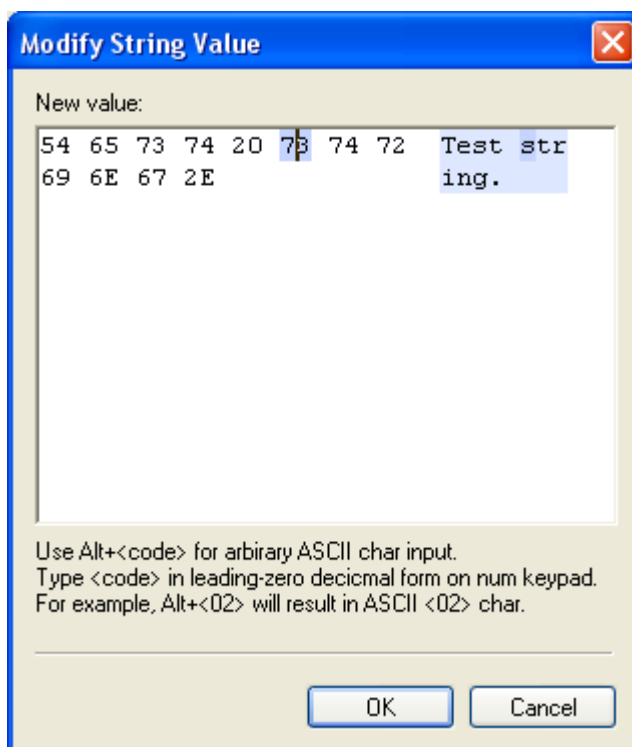 Modify String Value
New value:
54 65 73 74 20 73 74 72 Test str
69 6E 67 2E ing.
Use Alt+<code> for arbirary ASCII char input.
Type <code> in leading-zero decicmal form on num keypad.
For example, Alt+<02> will result in ASCII <02> char.
OK Cancel